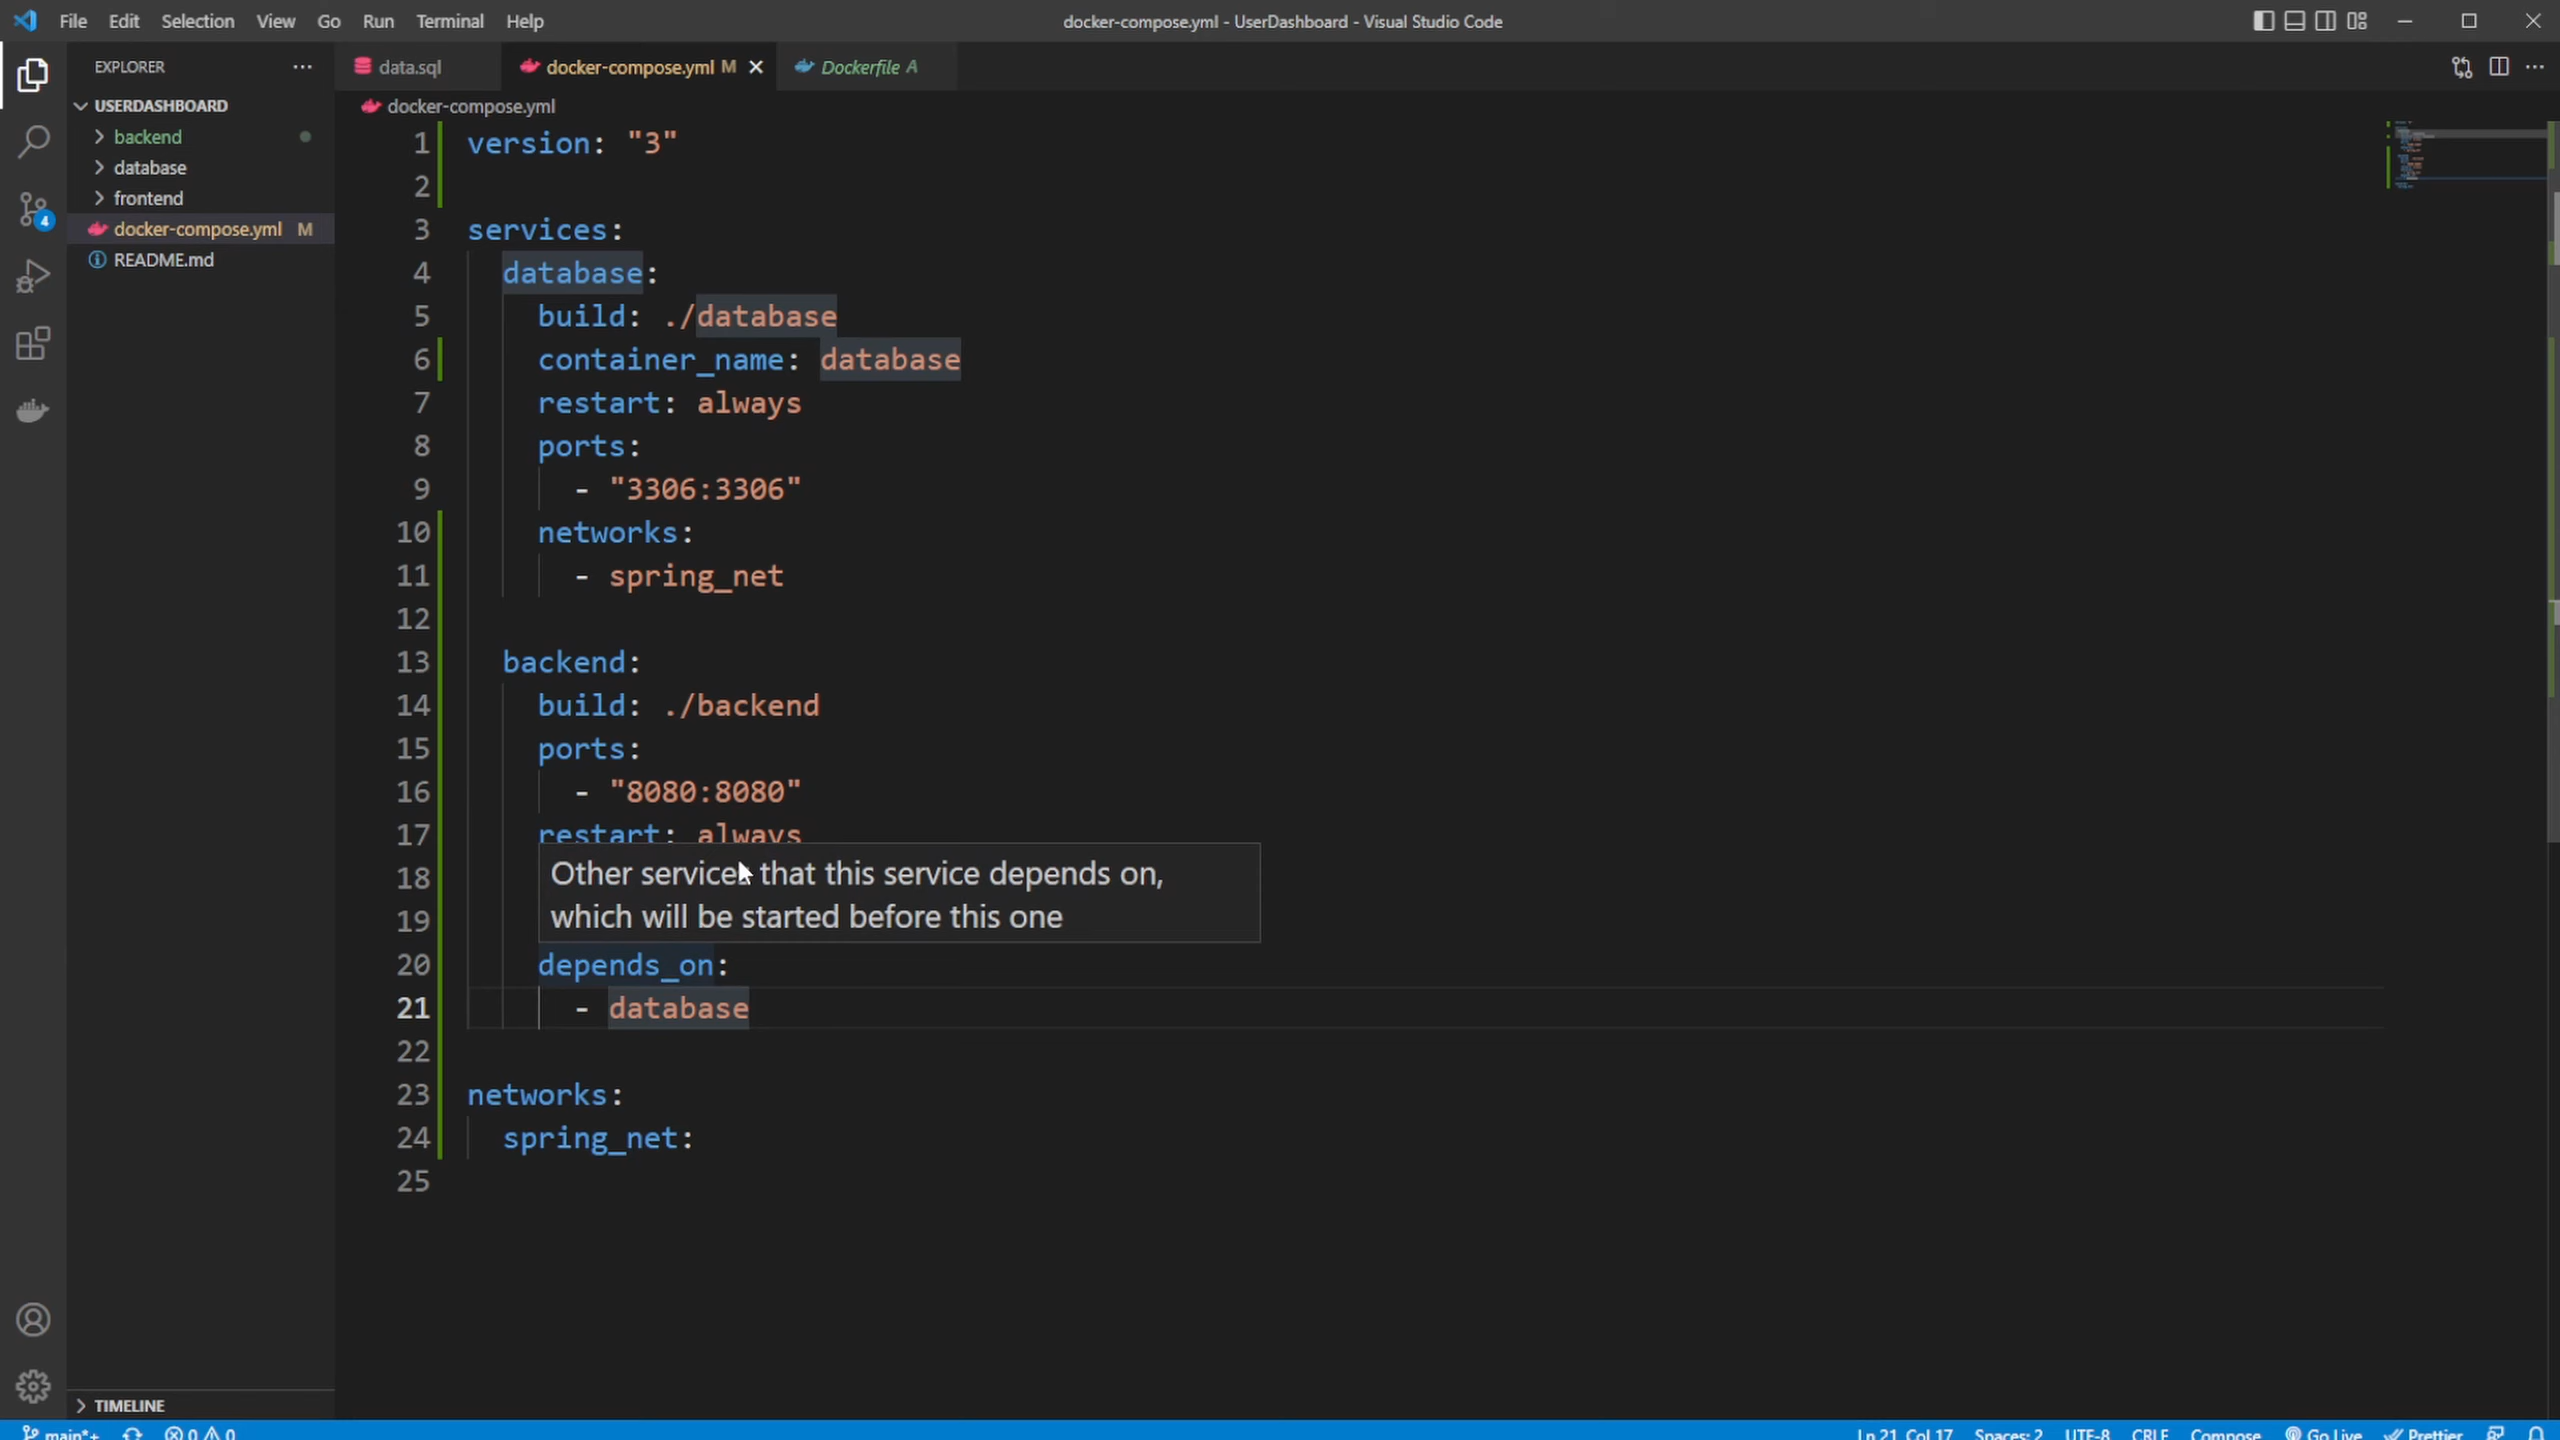 File Edit Selection View Go Run Terminal Help
docker-compose.yml - UserDashboard - Visual Studio Code
EXPLORER
data.sql
docker-compose.yml M
Dockerfile A
USERDASHBOARD
backend
database
frontend
docker-compose.yml M
README.md
TIMELINE
4
docker-compose.yml
1 version: "3"
2
3 services:
4 database:
5 build: ./database
6 container_name: database
7 restart: always
8 ports:
9 - "3306:3306"
10 networks:
11 - spring_net
12
13 backend:
14 build: ./backend
15 ports:
16 - "8080:8080"
17 restart: always
18
19
Other services that this service depends on,
which will be started before this one
20 depends_on:
21 - database
22
23 networks:
24 spring_net:
25
main*+ 0 0 Ln 21, Col 17 Spaces: 2 UTF-8 CRLF Compose Go Live Prettier